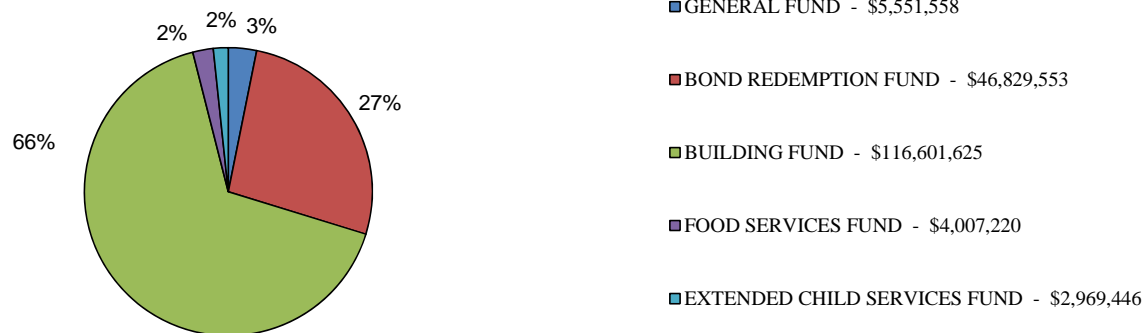 2% 2% 3%
27%
66%
GENERAL FUND - $5,551,558
BOND REDEMPTION FUND - $46,829,553
BUILDING FUND - $116,601,625
FOOD SERVICES FUND - $4,007,220
EXTENDED CHILD SERVICES FUND - $2,969,446